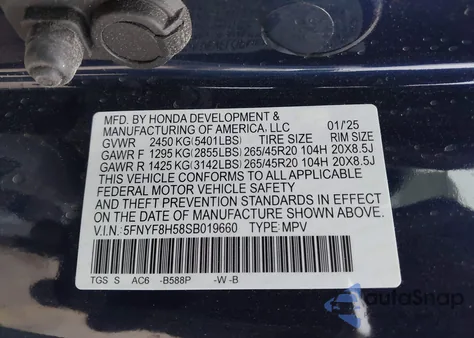 MFD. BY HONDA DEVELOPMENT &
MANUFACTURING OF AMERICA, LLC 01/'25
GVWR 2450 KG(5401LBS) TIRE SIZE RIM SIZE
GAWR F 1295 KG(2855LBS) 265/45R20 104H 20X8.5J
GAWR R 1425 KG(3142LBS) 265/45R20 104H 20X8.5J
THIS VEHICLE CONFORMS TO ALL APPLICABLE
FEDERAL MOTOR VEHICLE SAFETY
AND THEFT PREVENTION STANDARDS IN EFFECT
ON THE DATE OF MANUFACTURE SHOWN ABOVE.
V.I.N.: 5FNYF8H58SB019660 TYPE: MPV
TGS S AC6 -B588P -W -B
AutoSnap